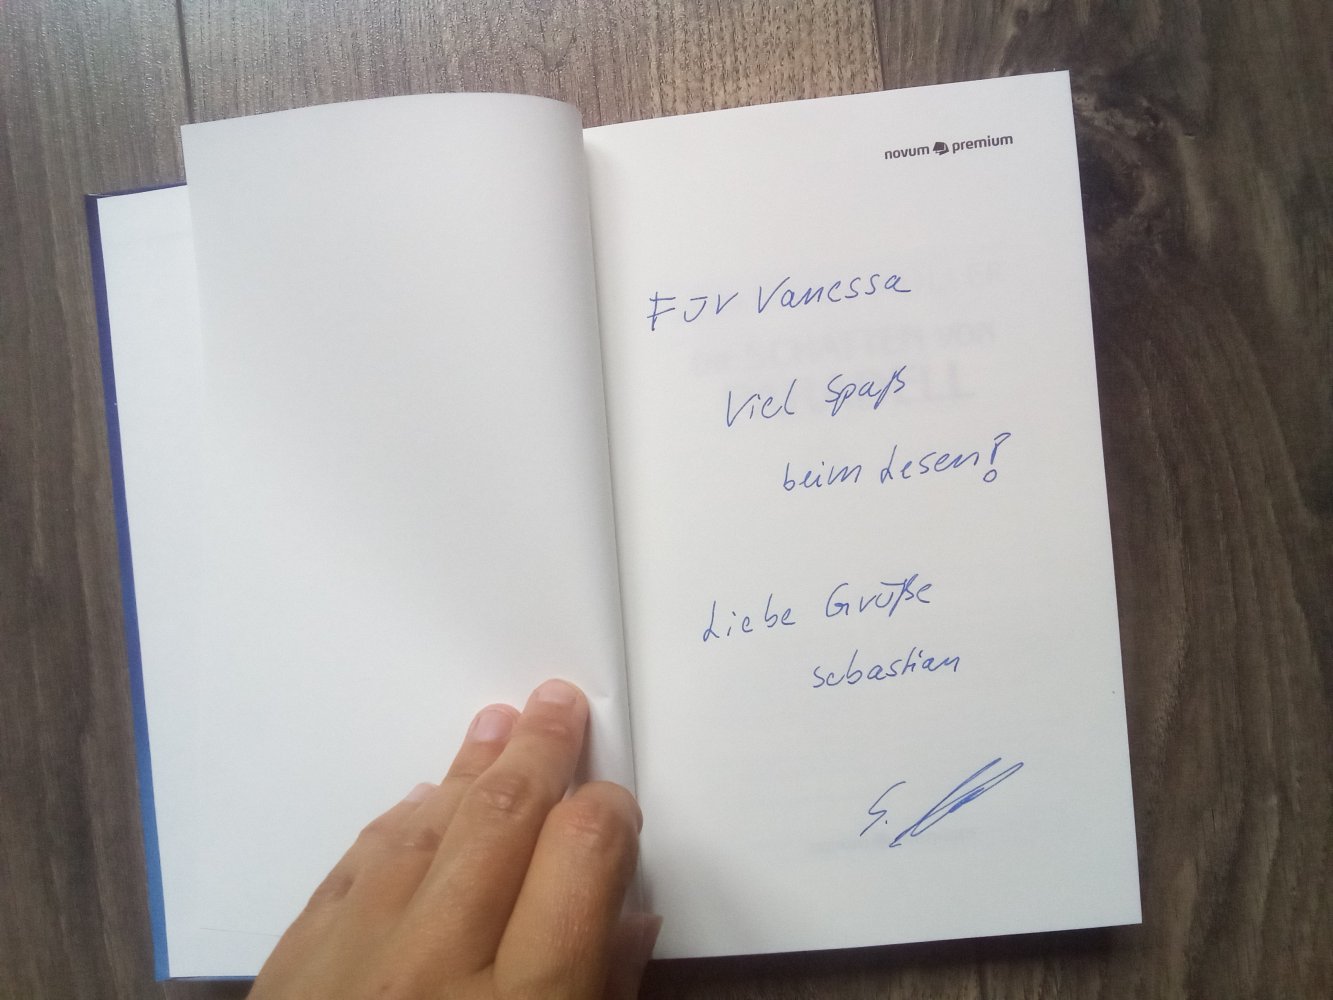 novum premium
Für Vanessa
Viel Spaß
beim Lesen!
Liebe Grüße
Sebastian
S.